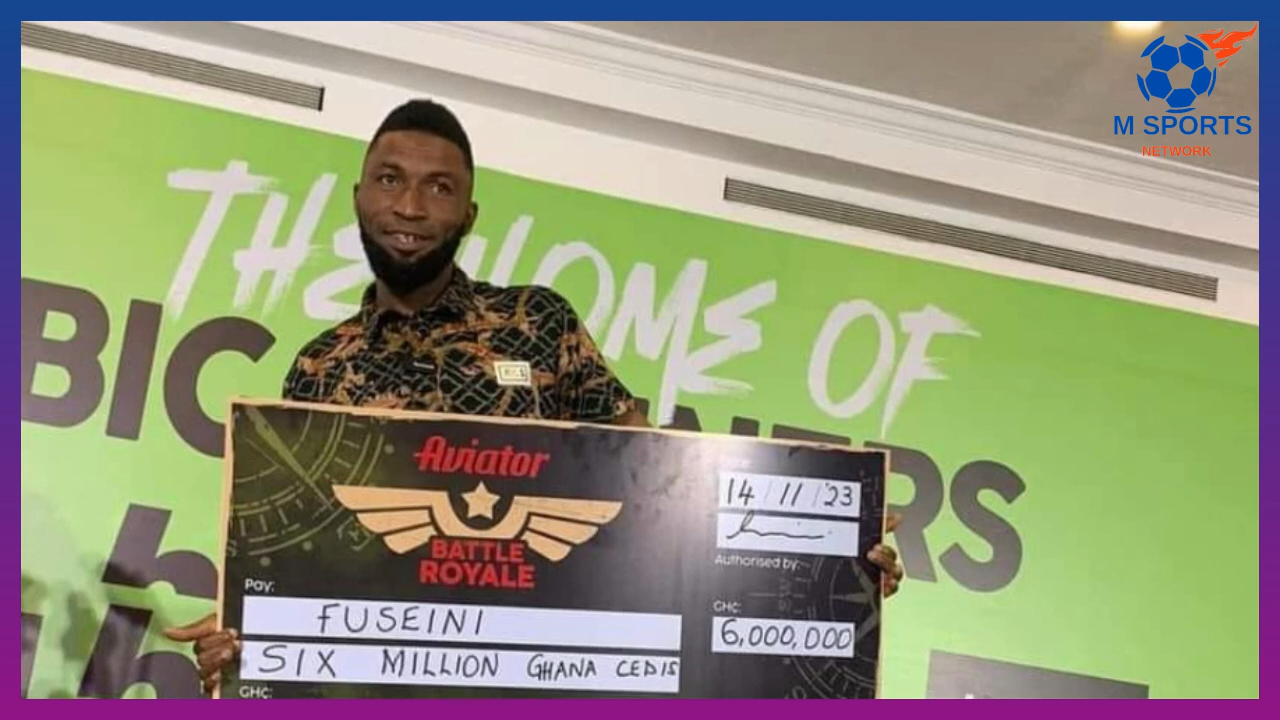 M SPORTS
NETWORK
THE HOME OF
BIG WINNERS
Aviator
BATTLE
ROYALE
14/11/23
Authorised by:
Pay:
FUSEINI
GHC:
6,000,000
SIX MILLION GHANA CEDIS
GHC: